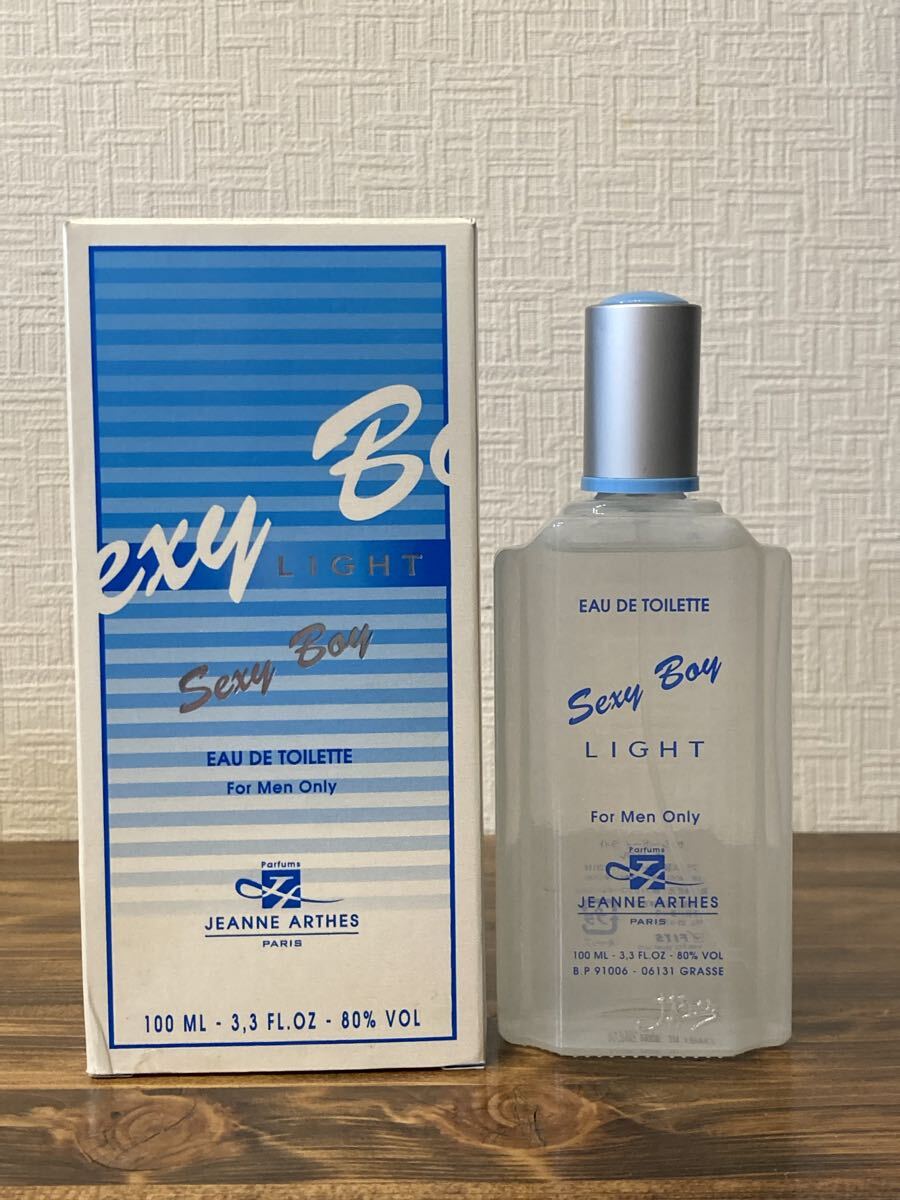 Sexy Bo
LIGHT
Sexy Boy
EAU DE TOILETTE
For Men Only
Parfums
JEANNE ARTHES
PARIS
100 ML - 3,3 FL.OZ - 80% VOL
EAU DE TOILETTE
Sexy Boy
LIGHT
For Men Only
Parfums
JEANNE ARTHES
PARIS
100 ML - 3,3 FL.OZ - 80% VOL
B.P 91006 - 06131 GRASSE